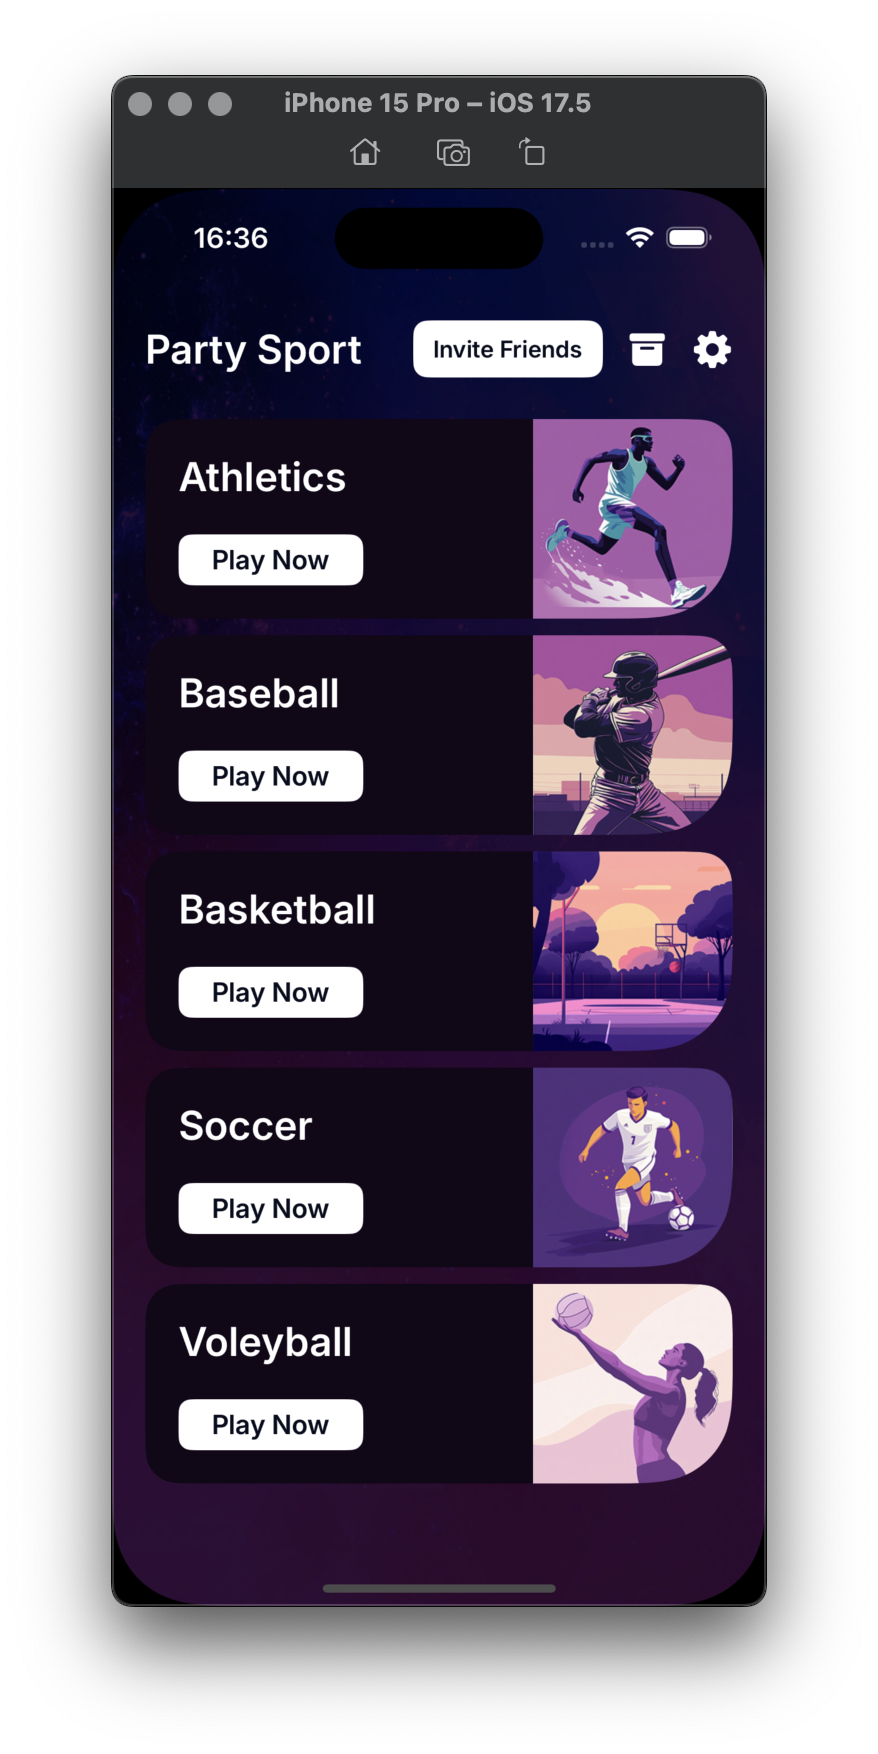 iPhone 15 Pro – iOS 17.5
16:36
Party Sport
Invite Friends
Athletics
Play Now
Baseball
Play Now
Basketball
Play Now
Soccer
Play Now
7
Voleyball
Play Now